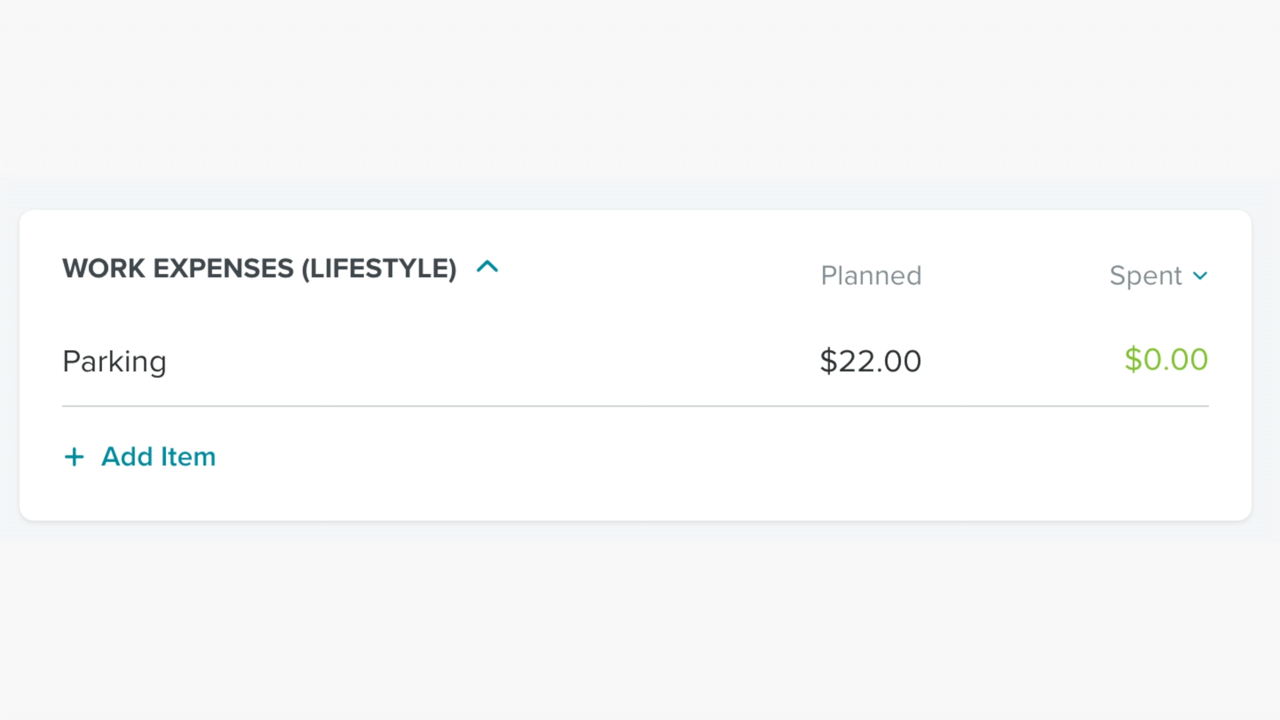 WORK EXPENSES (LIFESTYLE) Planned Spent
Parking $22.00 $0.00
+ Add Item